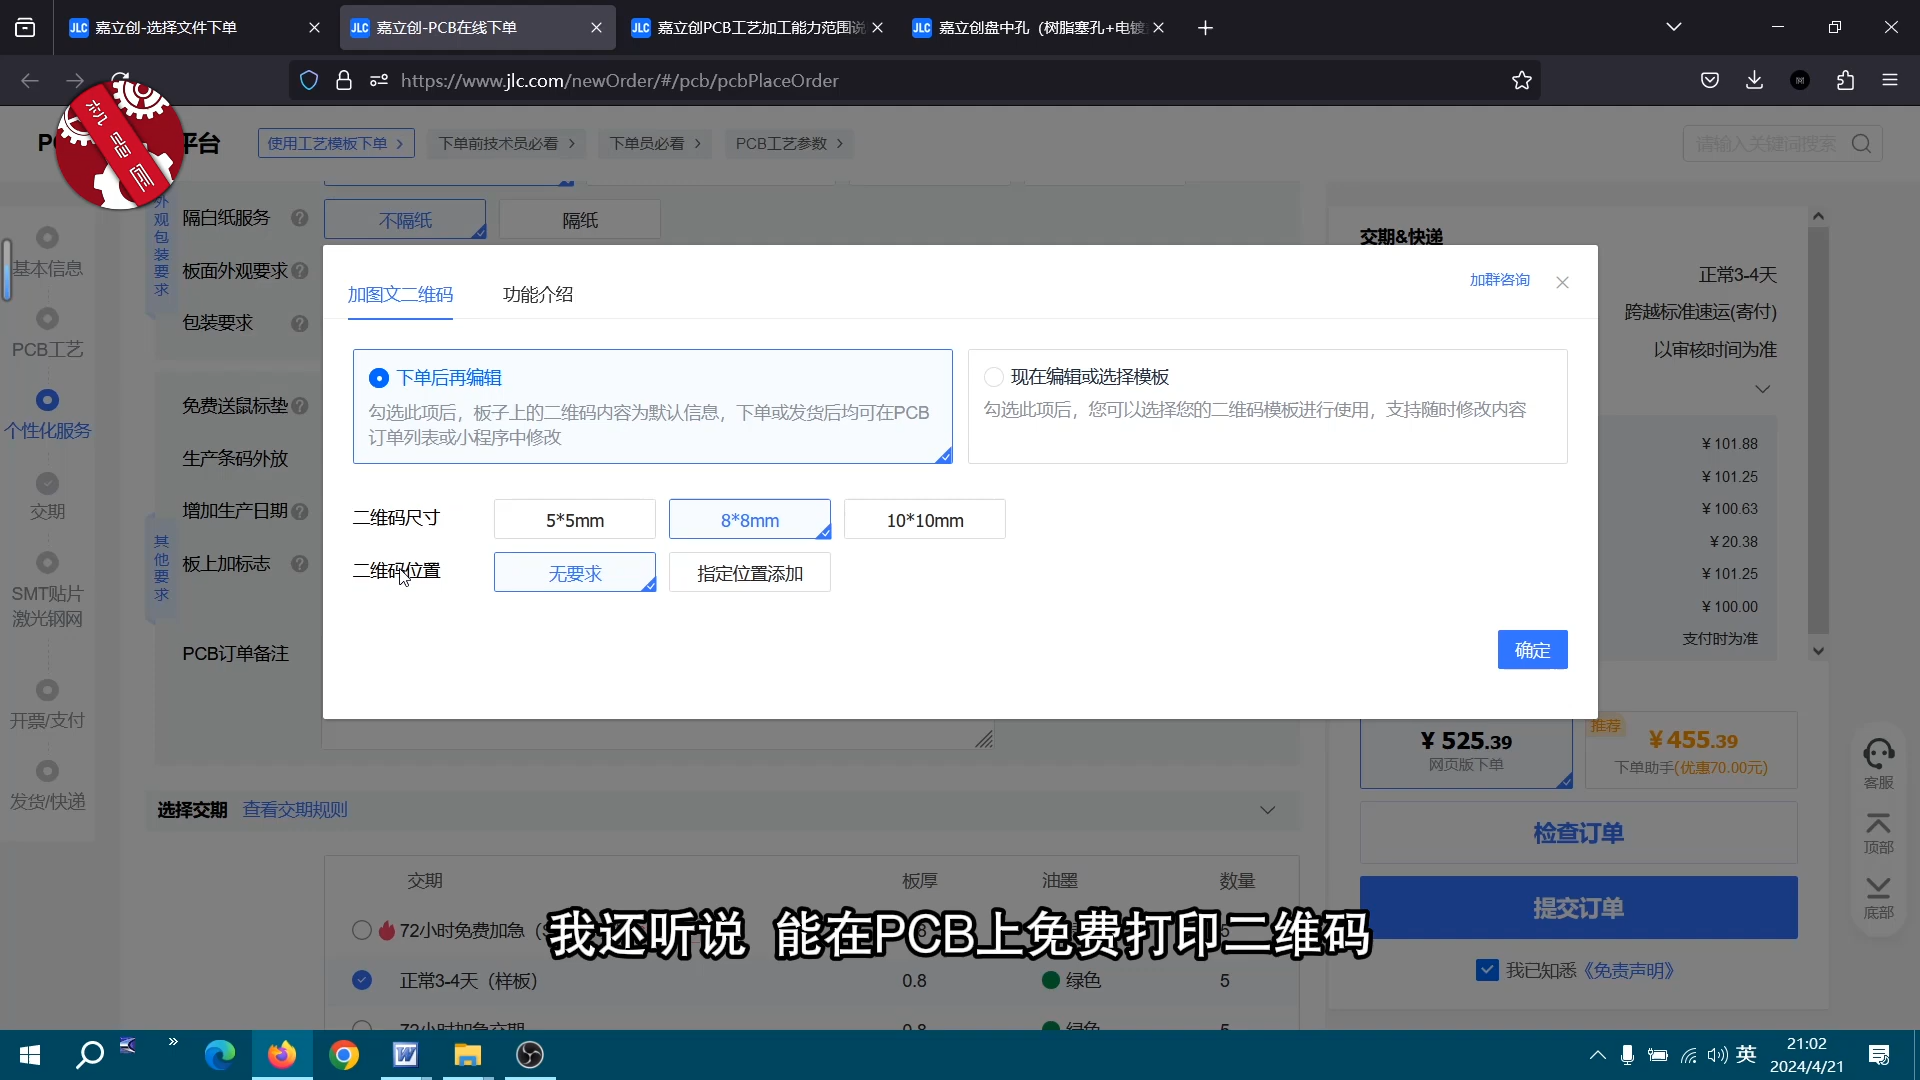 嘉立创-选择文件下单
嘉立创-PCB在线下单
嘉立创PCB工艺加工能力范围说
嘉立创盘中孔（树脂塞孔+电镀
https://www.jlc.com/newOrder/#/pcb/pcbPlaceOrder
平台
使用工艺模板下单 >
下单前技术员必看 >
下单员必看 >
PCB工艺参数 >
请输入关键词搜索
基本信息
PCB工艺
个性化服务
交期
SMT贴片
激光钢网
开票/支付
发货/快递
外观包装要求
隔白纸服务
不隔纸
隔纸
板面外观要求
包装要求
其他要求
免费送鼠标垫
生产条码外放
增加生产日期
板上加标志
PCB订单备注
加图文二维码
功能介绍
加群咨询
下单后再编辑
勾选此项后，板子上的二维码内容为默认信息，下单或发货后均可在PCB
订单列表或小程序中修改
现在编辑或选择模板
勾选此项后，您可以选择您的二维码模板进行使用，支持随时修改内容
二维码尺寸
5*5mm
8*8mm
10*10mm
二维码位置
无要求
指定位置添加
确定
交期&快递
正常3-4天
跨越标准速运(寄付)
以审核时间为准
¥ 101.88
¥ 101.25
¥ 100.63
¥ 20.38
¥ 101.25
¥ 100.00
支付时为准
¥ 525.39
网页版下单
推荐
¥ 455.39
下单助手(优惠70.00元)
检查订单
提交订单
我已知悉《免责声明》
客服
顶部
底部
选择交期
查看交期规则
交期
板厚
油墨
数量
72小时免费加急
我还听说 能在PCB上免费打印二维码
正常3-4天（样板）
0.8
绿色
5
英
21:02
2024/4/21